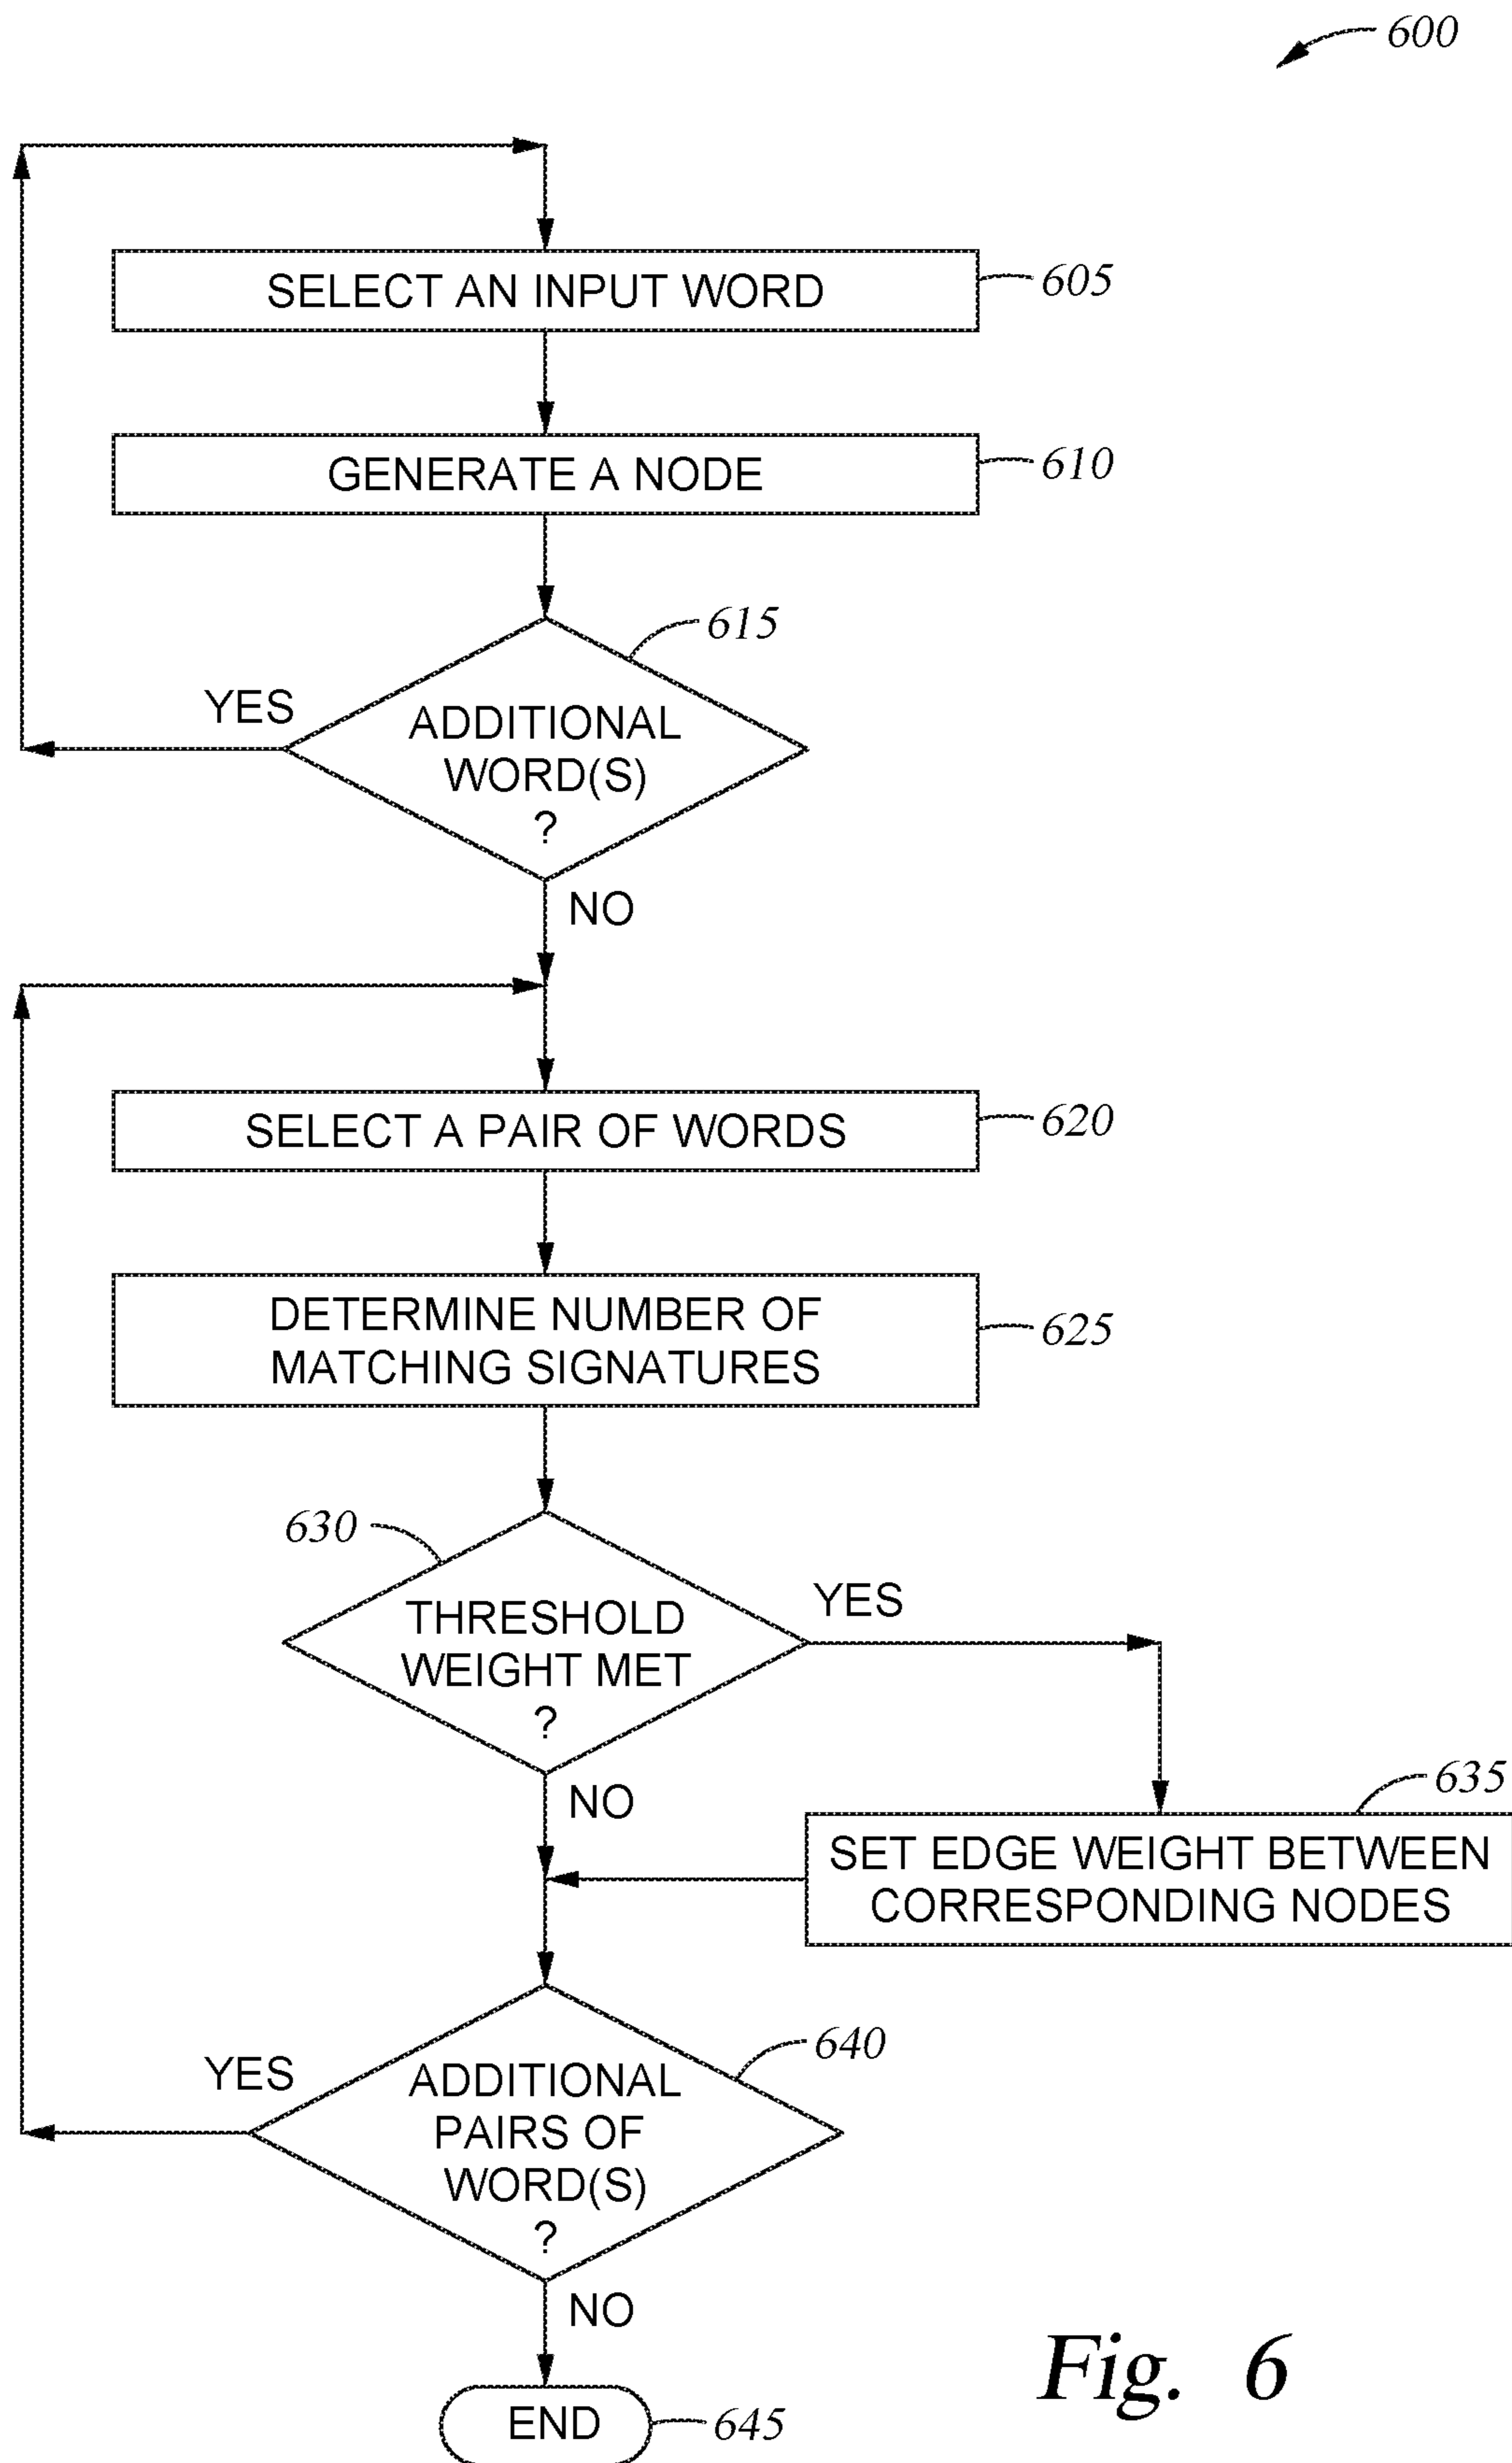 600
SELECT AN INPUT WORD
605
GENERATE A NODE
610
615
YES
ADDITIONAL
WORD(S)
?
NO
SELECT A PAIR OF WORDS
620
DETERMINE NUMBER OF
MATCHING SIGNATURES
625
630
THRESHOLD
WEIGHT MET
?
YES
NO
635
SET EDGE WEIGHT BETWEEN
CORRESPONDING NODES
640
YES
ADDITIONAL
PAIRS OF
WORD(S)
?
NO
END
645
Fig. 6